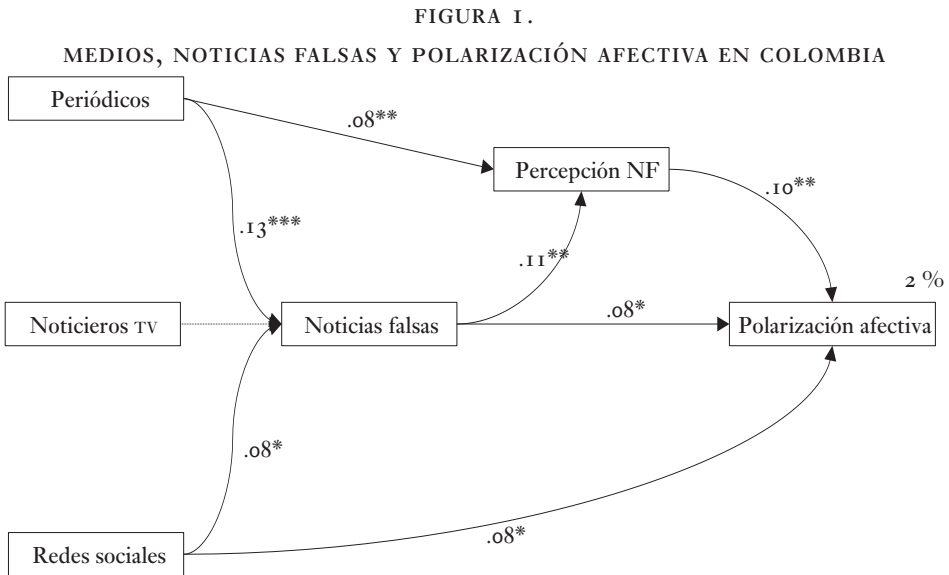 FIGURA 1.
MEDIOS, NOTICIAS FALSAS Y POLARIZACIÓN AFECTIVA EN COLOMBIA
Periódicos
.08**
Percepción NF
.10**
.13***
.11**
2 %
Noticieros TV
Noticias falsas
.08*
Polarización afectiva
.08*
.08*
Redes sociales